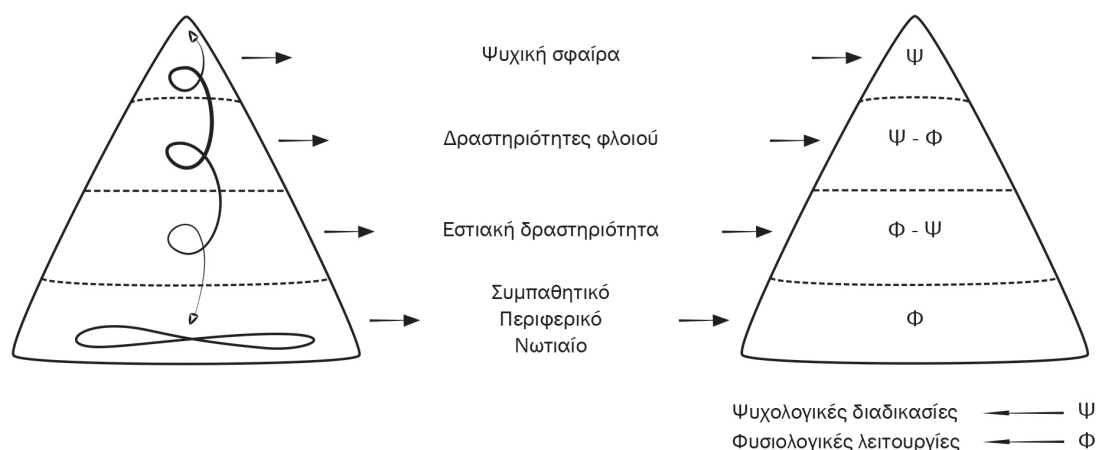 Ψυχική σφαίρα
Ψ
Δραστηριότητες φλοιού
Ψ - Φ
Εστιακή δραστηριότητα
Φ - Ψ
Συμπαθητικό
Περιφερικό
Νωτιαίο
Φ
Ψυχολογικές διαδικασίες Ψ
Φυσιολογικές λειτουργίες Φ